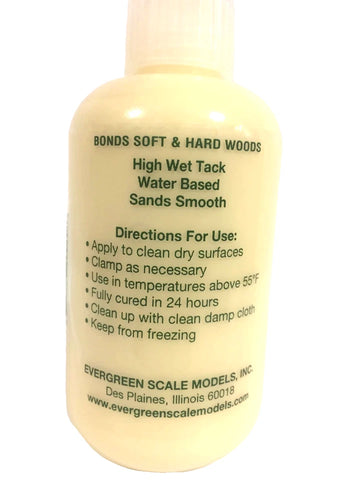 BONDS SOFT & HARD WOODS
High Wet Tack
Water Based
Sands Smooth
Directions For Use:
• Apply to clean dry surfaces
• Clamp as necessary
• Use in temperatures above 55°F
• Fully cured in 24 hours
• Clean up with clean damp cloth
• Keep from freezing
EVERGREEN SCALE MODELS, INC.
Des Plaines, Illinois 60018
www.evergreenscalemodels.com